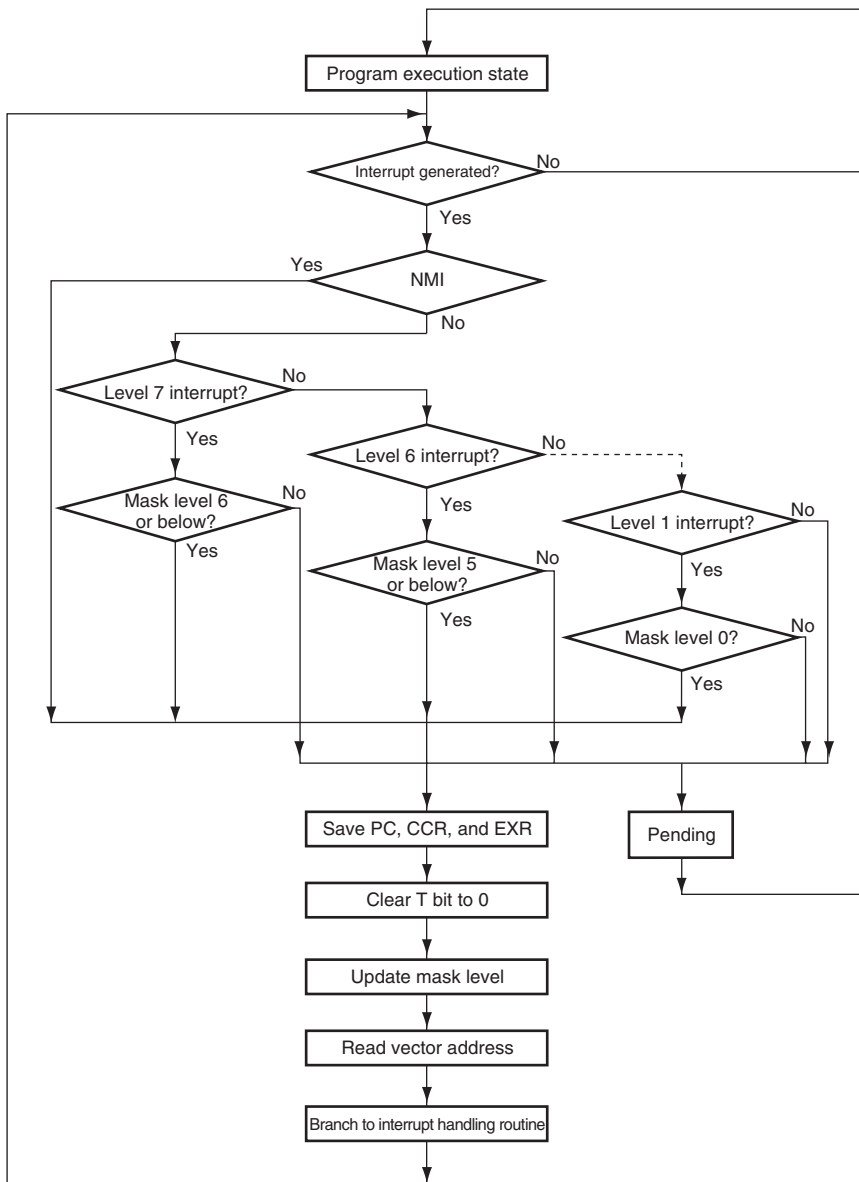 Program execution state
Interrupt generated?
No
Yes
Yes
NMI
No
Level 7 interrupt?
No
Yes
Level 6 interrupt?
No
Mask level 6
or below?
No
Yes
Level 1 interrupt?
No
Yes
Mask level 5
or below?
No
Yes
Yes
Mask level 0?
No
Yes
Save PC, CCR, and EXR
Pending
Clear T bit to 0
Update mask level
Read vector address
Branch to interrupt handling routine